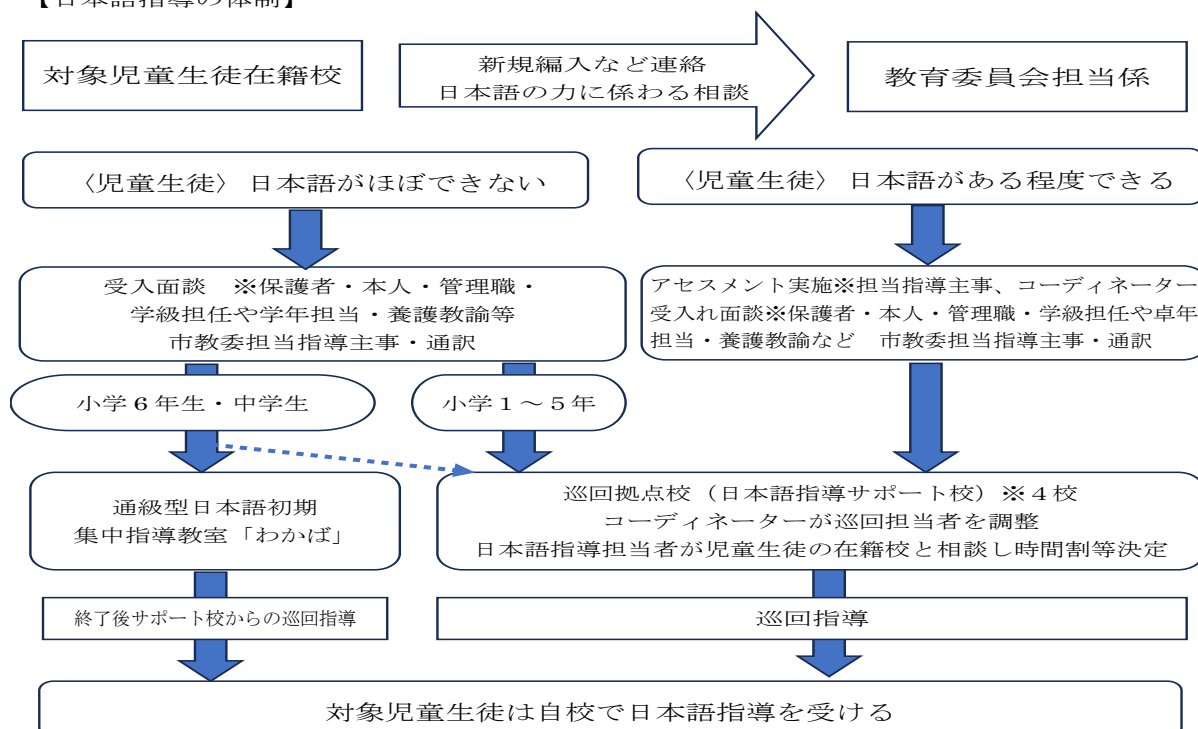 【日本語指導の体制】
対象児童生徒在籍校
新規編入など連絡
日本語の力に係わる相談
教育委員会担当係
〈児童生徒〉日本語がほぼできない
〈児童生徒〉日本語がある程度できる
受入面談　※保護者・本人・管理職・
学級担任や学年担当・養護教諭等
市教委担当指導主事・通訳
アセスメント実施※担当指導主事、コーディネーター
受入れ面談※保護者・本人・管理職・学級担任や卓年
担当・養護教諭など　市教委担当指導主事・通訳
小学６年生・中学生
小学１～５年
通級型日本語初期
集中指導教室「わかば」
巡回拠点校（日本語指導サポート校）※４校
コーディネーターが巡回担当者を調整
日本語指導担当者が児童生徒の在籍校と相談し時間割等決定
終了後サポート校からの巡回指導
巡回指導
対象児童生徒は自校で日本語指導を受ける